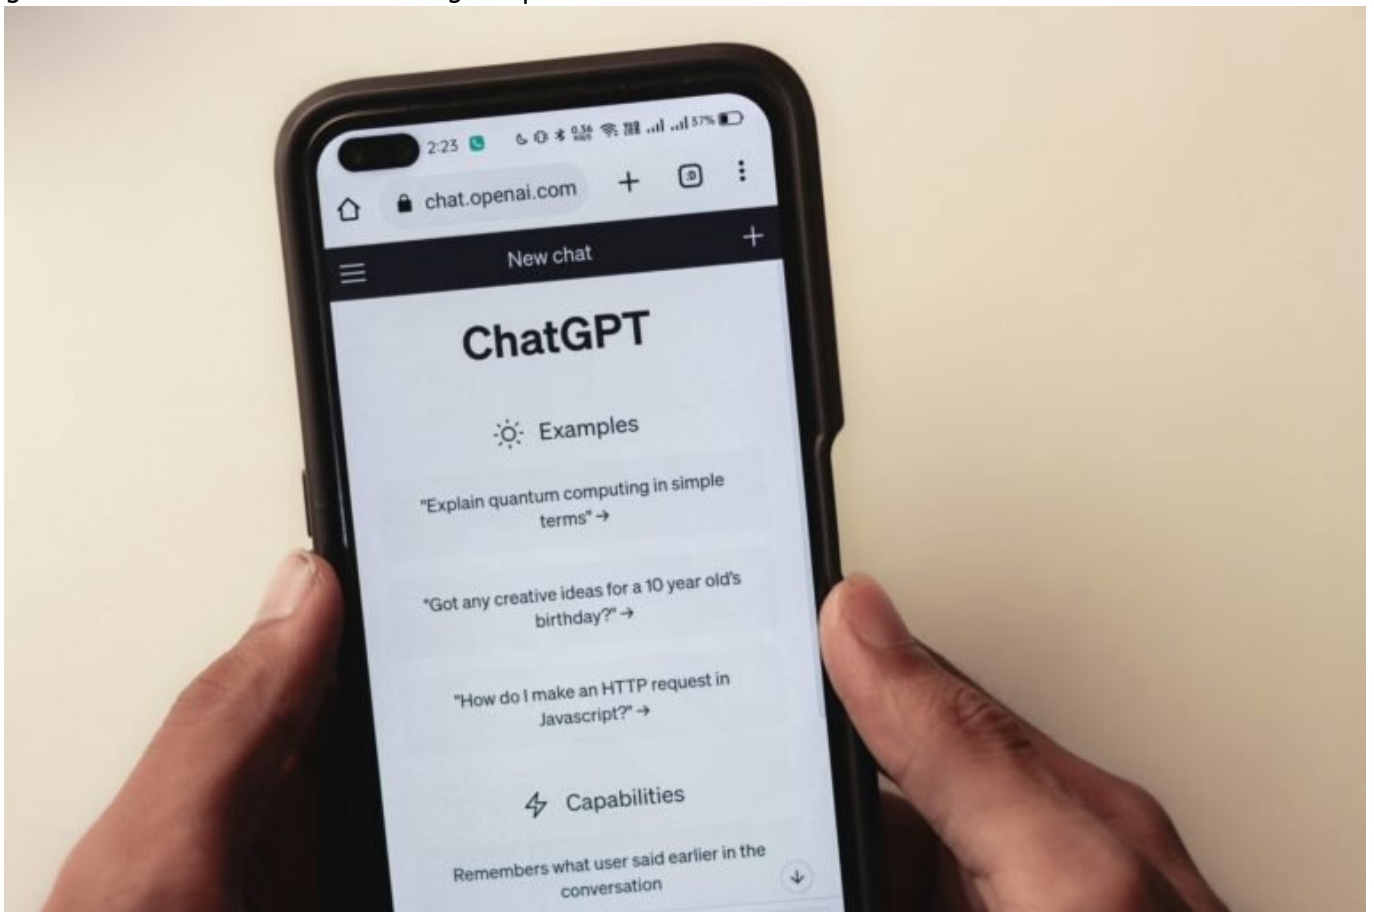 2:23
37%
chat.openai.com
:D
New chat
ChatGPT
Examples
"Explain quantum computing in simple
terms" →
"Got any creative ideas for a 10 year old's
birthday?" →
"How do I make an HTTP request in
Javascript?" →
Capabilities
Remembers what user said earlier in the
conversation